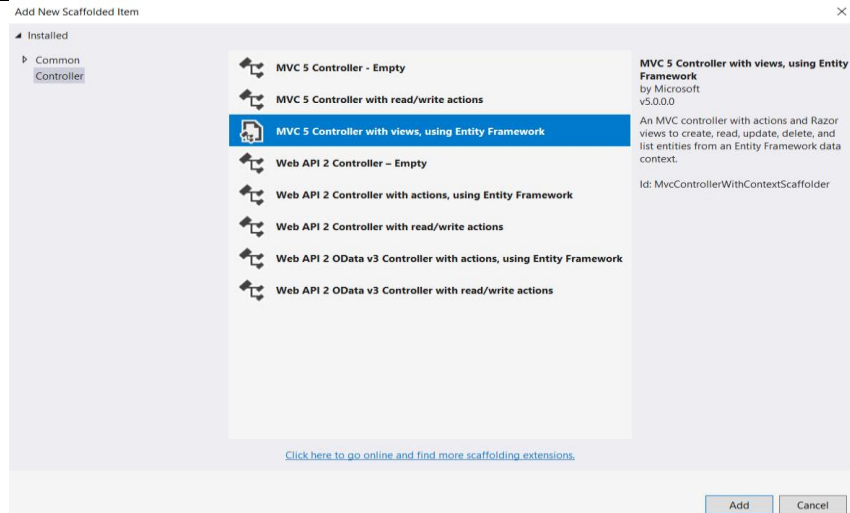 Add New Scaffolded Item
Installed
Common
Controller
MVC 5 Controller - Empty
MVC 5 Controller with read/write actions
MVC 5 Controller with views, using Entity Framework
Web API 2 Controller – Empty
Web API 2 Controller with actions, using Entity Framework
Web API 2 Controller with read/write actions
Web API 2 OData v3 Controller with actions, using Entity Framework
Web API 2 OData v3 Controller with read/write actions
MVC 5 Controller with views, using Entity
Framework
by Microsoft
v5.0.0.0
An MVC controller with actions and Razor
views to create, read, update, delete, and
list entities from an Entity Framework data
context.
Id: MvcControllerWithContextScaffolder
Click here to go online and find more scaffolding extensions.
Add
Cancel